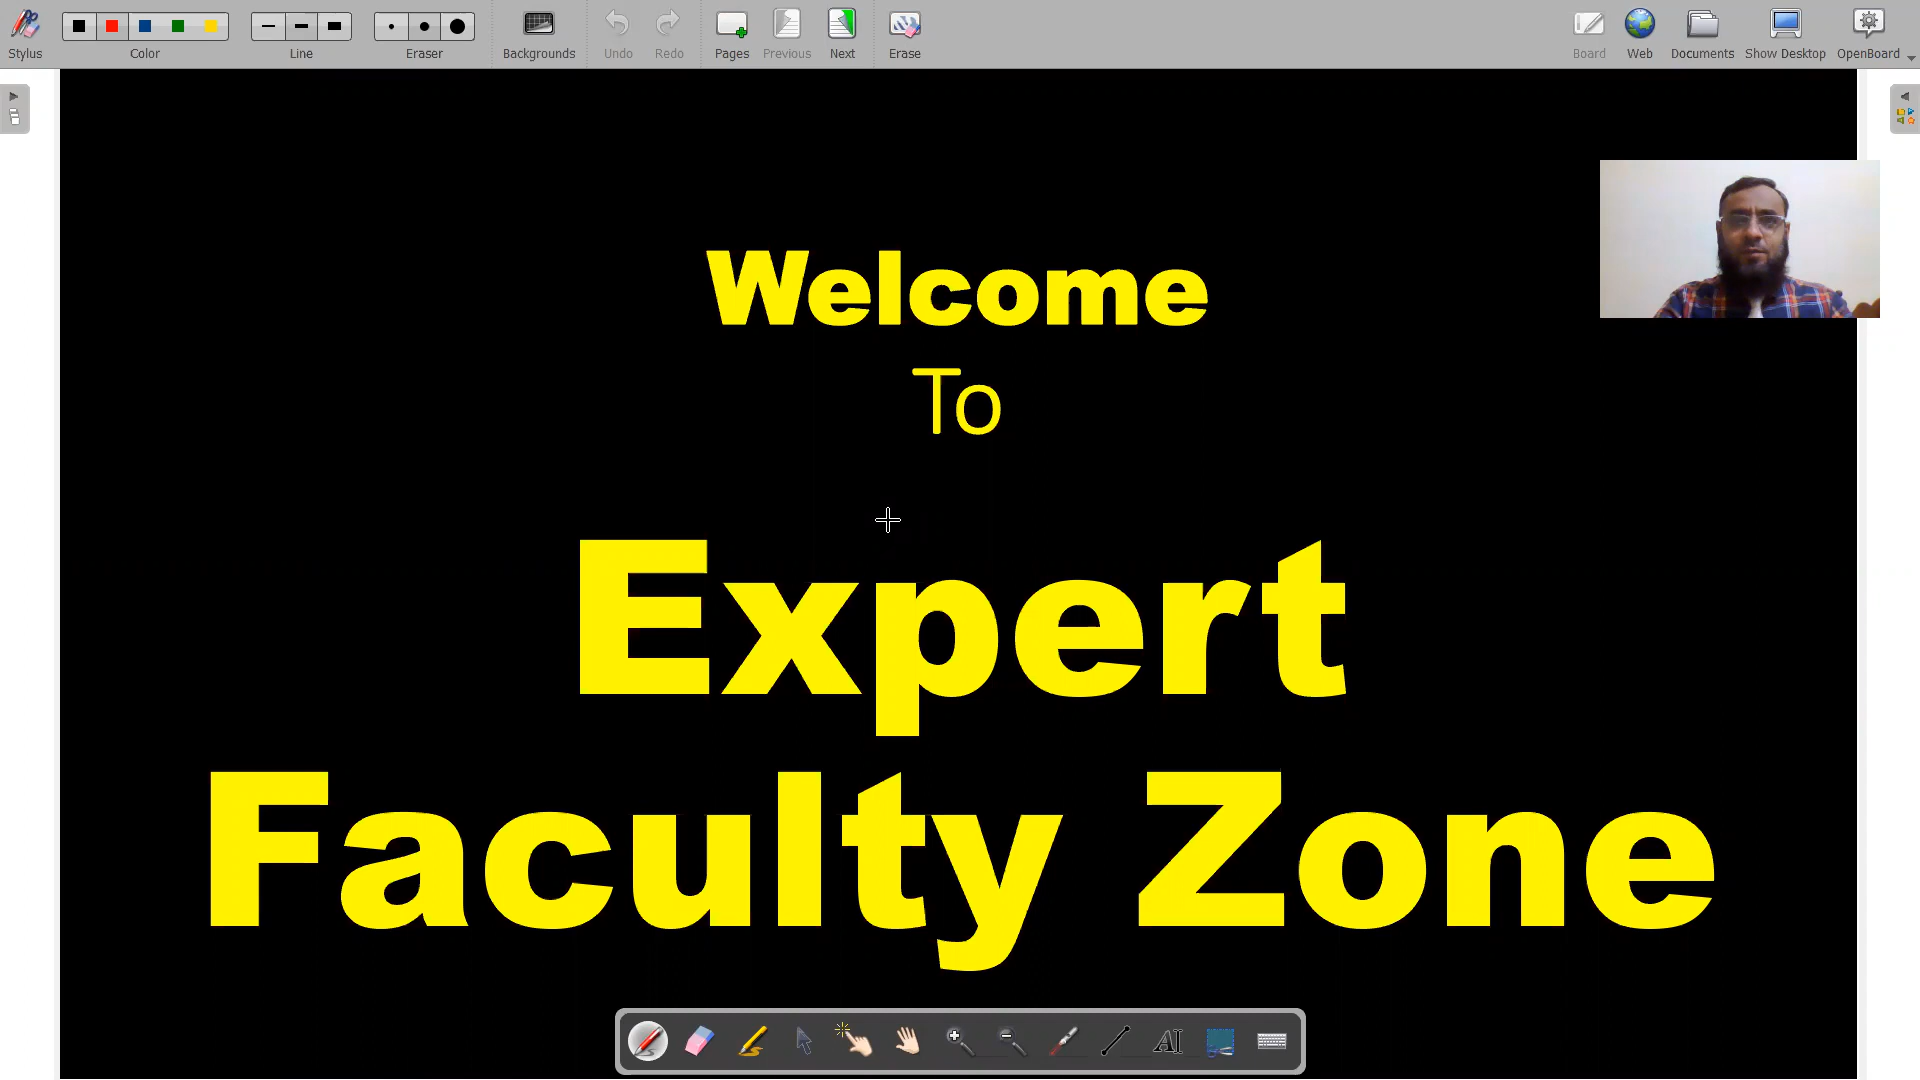 Stylus Color Line Eraser Backgrounds Undo Redo Pages Previous Next Erase Board Web Documents Show Desktop OpenBoard
Welcome
To
Expert
Faculty Zone
AI